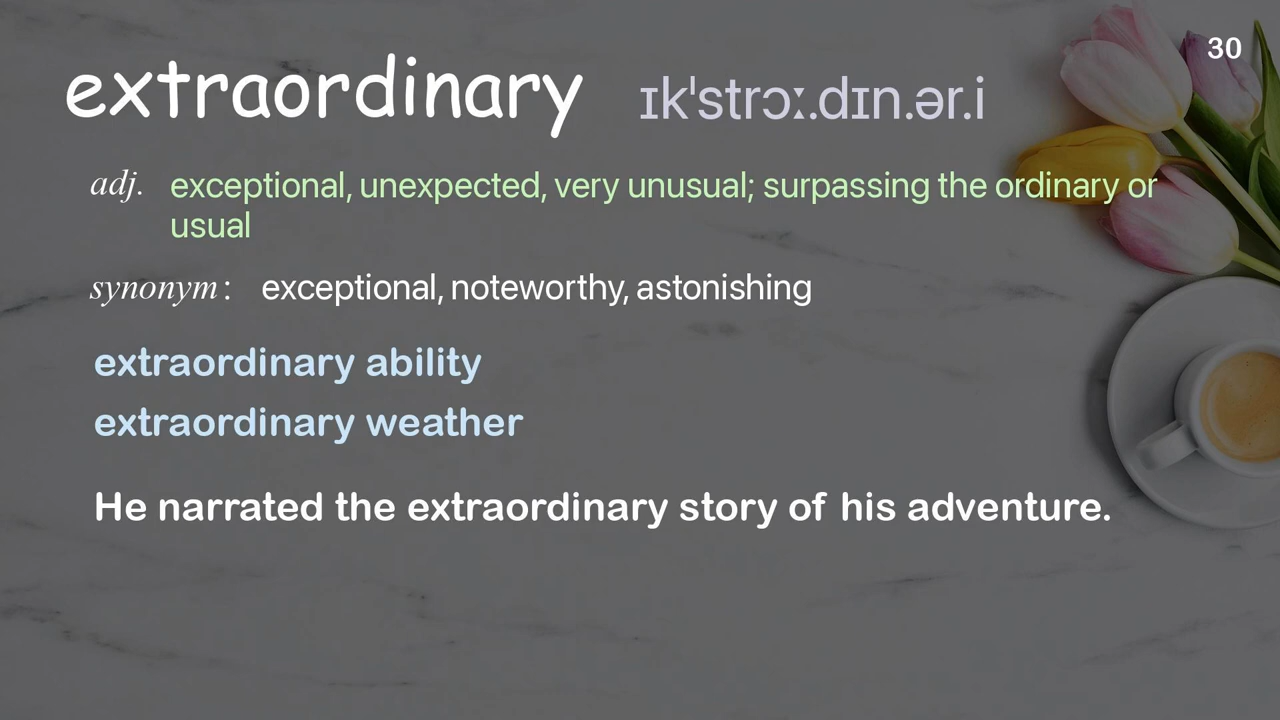 30
extraordinary ɪkˈstrɔː.dɪn.ər.i
adj. exceptional, unexpected, very unusual; surpassing the ordinary or
usual
synonym: exceptional, noteworthy, astonishing
extraordinary ability
extraordinary weather
He narrated the extraordinary story of his adventure.